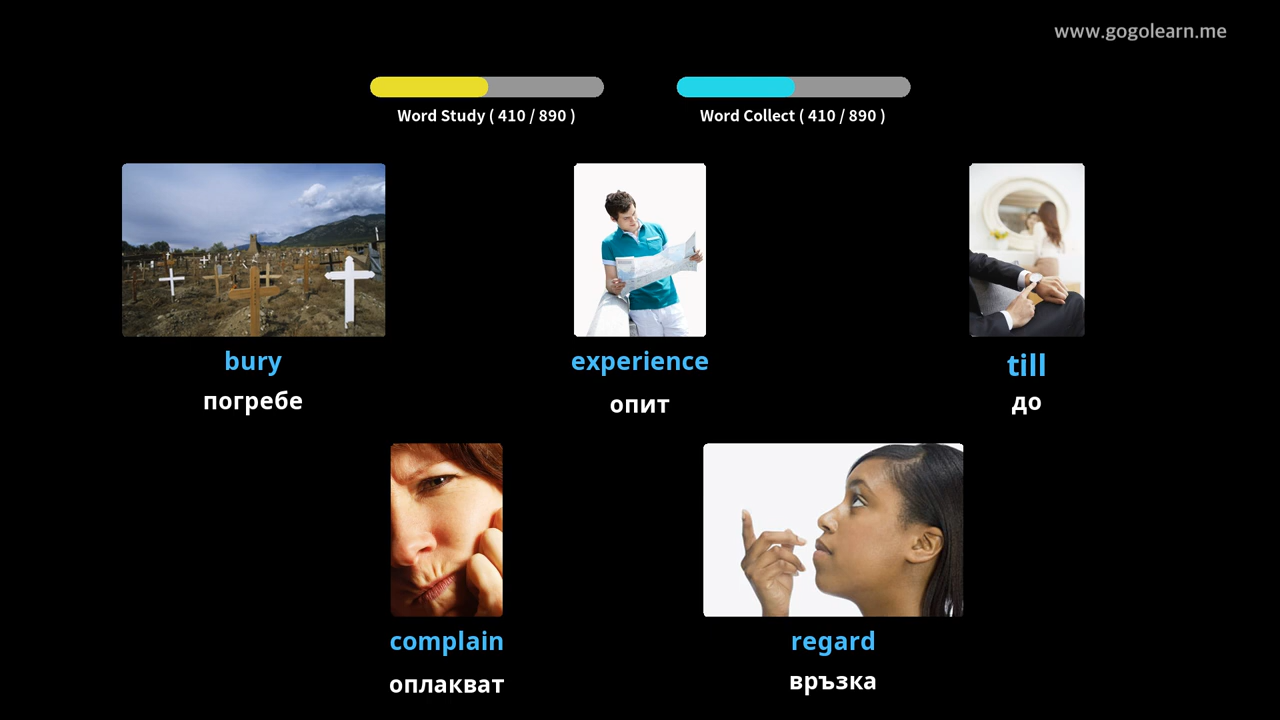 www.gogolearn.me
Word Study ( 410 / 890 )
Word Collect ( 410 / 890 )
bury
погребе
experience
опит
till
до
complain
оплакват
regard
връзка